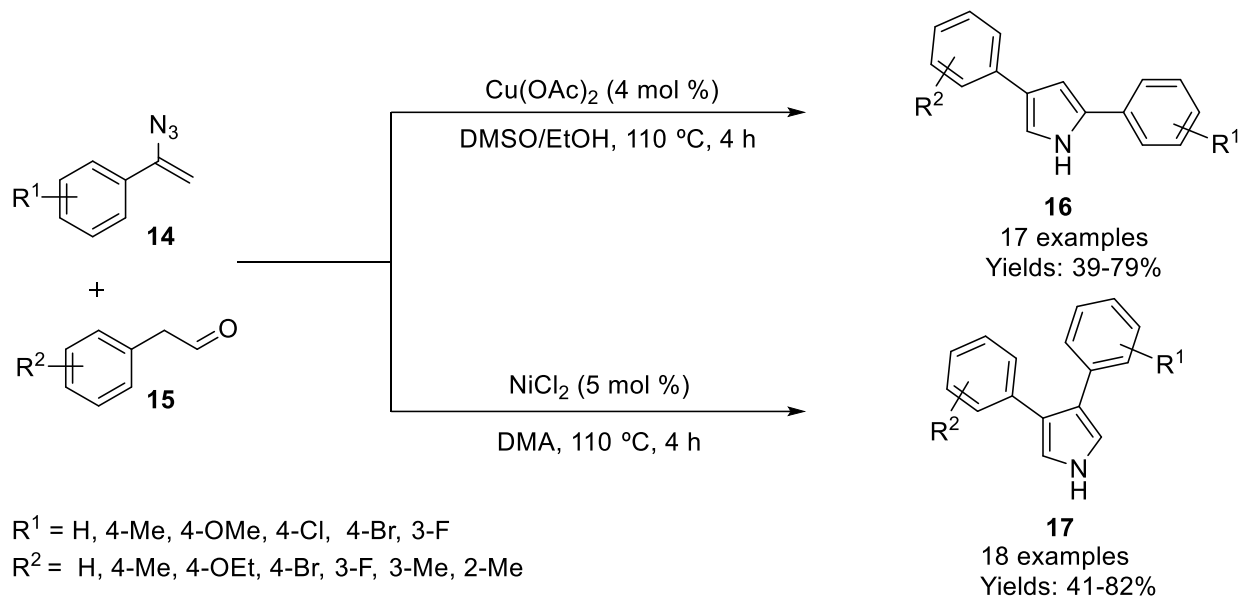 Cu(OAc)₂ (4 mol %)
DMSO/EtOH, 110 ºC, 4 h
N₃
R¹
14
+
R²
O
15
R²
N
H
R¹
16
17 examples
Yields: 39-79%
NiCl₂ (5 mol %)
DMA, 110 ºC, 4 h
R¹
R²
N
H
17
18 examples
Yields: 41-82%
R¹ = H, 4-Me, 4-OMe, 4-Cl, 4-Br, 3-F
R² = H, 4-Me, 4-OEt, 4-Br, 3-F, 3-Me, 2-Me